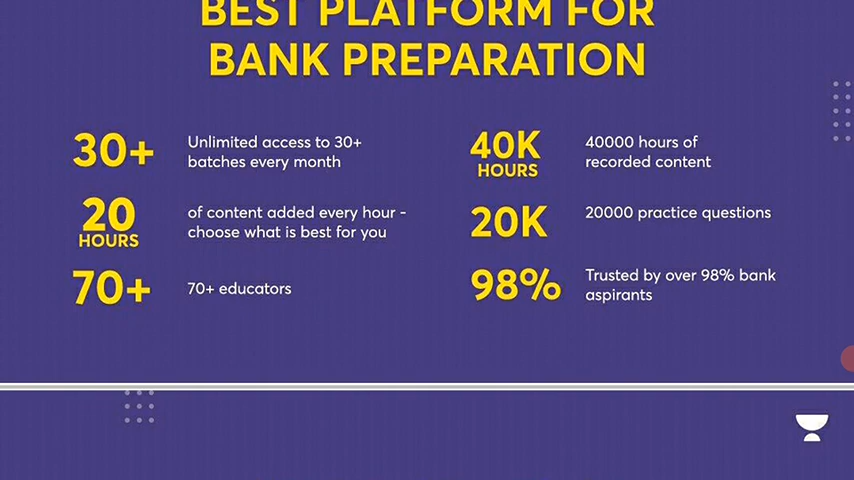 BEST PLATFORM FOR
BANK PREPARATION
30+
Unlimited access to 30+
batches every month
20
HOURS
of content added every hour -
choose what is best for you
70+
70+ educators
40K
HOURS
40000 hours of
recorded content
20K
20000 practice questions
98%
Trusted by over 98% bank
aspirants